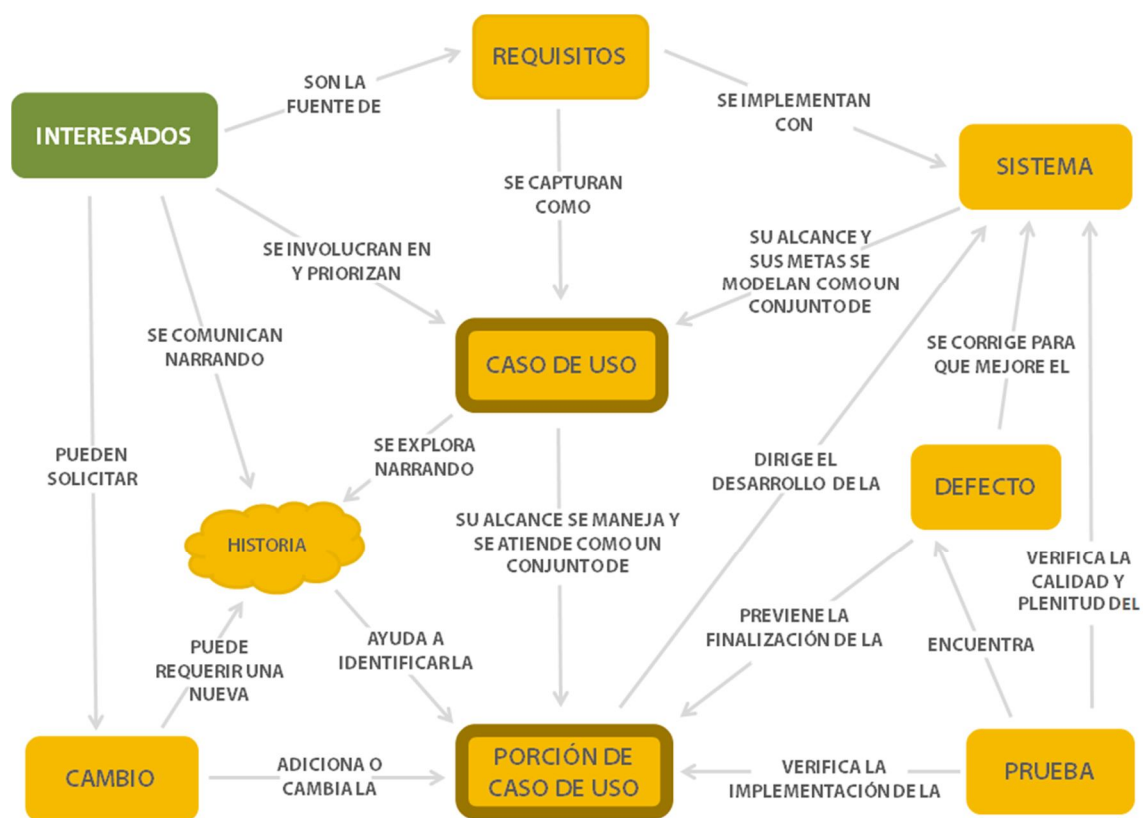 REQUISITOS
SON LA
FUENTE DE
INTERESADOS
SE IMPLEMENTAN
CON
SISTEMA
SE CAPTURAN
COMO
SE INVOLUCRAN EN
Y PRIORIZAN
SU ALCANCE Y
SUS METAS SE
MODELAN COMO UN
CONJUNTO DE
SE COMUNICAN
NARRANDO
CASO DE USO
SE CORRIGE PARA
QUE MEJORE EL
PUEDEN
SOLICITAR
SE EXPLORA
NARRANDO
DIRIGE EL
DESARROLLO DE LA
DEFECTO
HISTORIA
SU ALCANCE SE MANEJA Y
SE ATIENDE COMO UN
CONJUNTO DE
VERIFICA LA
CALIDAD Y
PLENITUD DEL
PUEDE
REQUERIR UNA
NUEVA
AYUDA A
IDENTIFICAR LA
PREVIENE LA
FINALIZACIÓN DE LA
ENCUENTRA
CAMBIO
ADICIONA O
CAMBIA LA
PORCIÓN DE
CASO DE USO
VERIFICA LA
IMPLEMENTACIÓN DE LA
PRUEBA